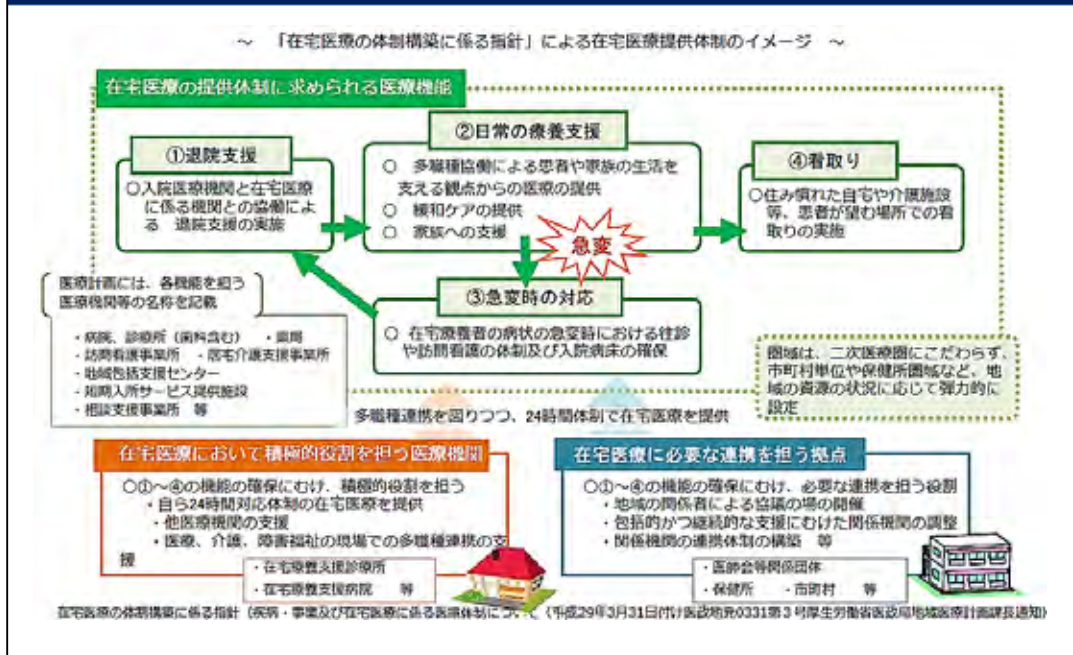 ～ 「在宅医療の体制構築に係る指針」による在宅医療提供体制のイメージ ～
在宅医療の提供体制に求められる医療機能
①退院支援
○入院医療機関と在宅医療
に係る機関との協働によ
る 退院支援の実施
②日常の療養支援
○ 多職種協働による患者や家族の生活を
支える観点からの医療の提供
○ 緩和ケアの提供
○ 家族への支援
急変
④看取り
○住み慣れた自宅や介護施設
等、患者が望む場所での看
取りの実施
③急変時の対応
○ 在宅療養者の病状の急変時における往診
や訪問看護の体制及び入院病床の確保
医療計画には、各機能を担う
医療機関等の名称を記載
・病院、診療所（歯科含む） ・薬局
・訪問看護事業所 ・居宅介護支援事業所
・地域包括支援センター
・短期入所サービス提供施設
・相談支援事業所 等
圏域は、二次医療圏にこだわらず、
市町村単位や保健所圏域など、地
域の資源の状況に応じて弾力的に
設定
多職種連携を図りつつ、24時間体制で在宅医療を提供
在宅医療において積極的役割を担う医療機関
○①～④の機能の確保にむけ、積極的役割を担う
・自ら24時間対応体制の在宅医療を提供
・他医療機関の支援
・医療、介護、障害福祉の現場での多職種連携の支
援
・在宅療養支援診療所
・在宅療養支援病院 等
在宅医療に必要な連携を担う拠点
○①～④の機能の確保にむけ、必要な連携を担う役割
・地域の関係者による協議の場の開催
・包括的かつ継続的な支援にむけた関係機関の調整
・関係機関の連携体制の構築 等
・医師会等関係団体
・保健所 ・市町村 等
在宅医療の体制構築に係る指針（疾病・事業及び在宅医療に係る医療体制について（平成29年3月31日付け医政地発0331第3号厚生労働省医政局地域医療計画課長通知）